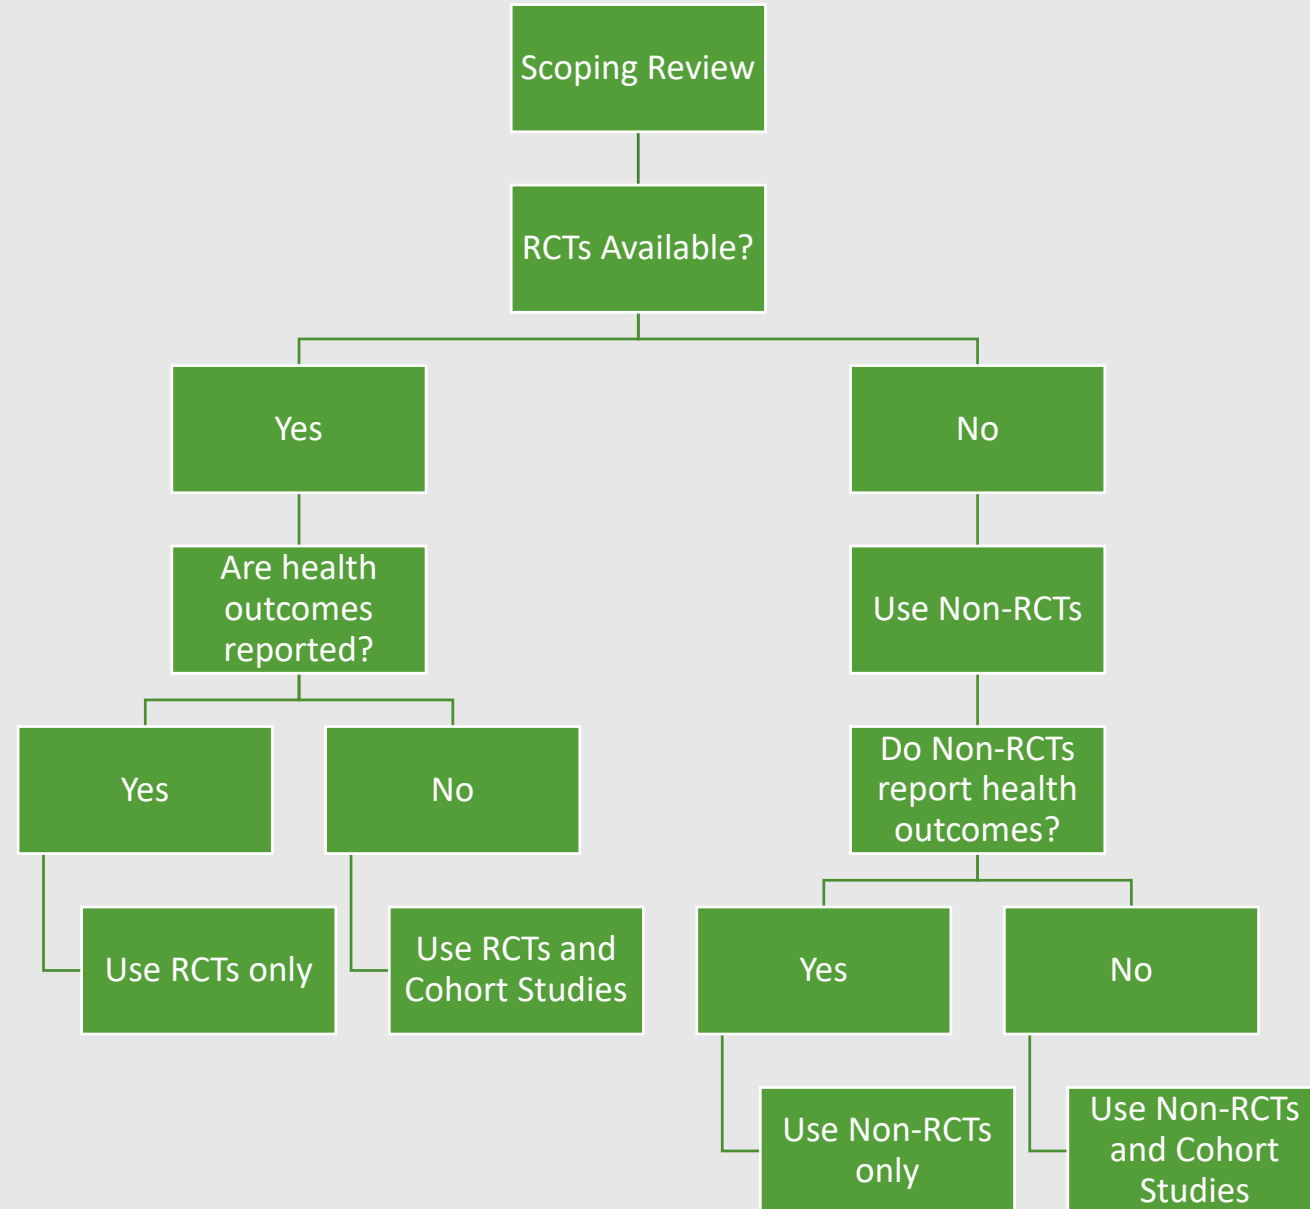 Scoping Review
RCTs Available?
Yes
No
Are health
outcomes
reported?
Use Non-RCTs
Yes
No
Do Non-RCTs
report health
outcomes?
Use RCTs only
Use RCTs and
Cohort Studies
Yes
No
Use Non-RCTs
only
Use Non-RCTs
and Cohort
Studies